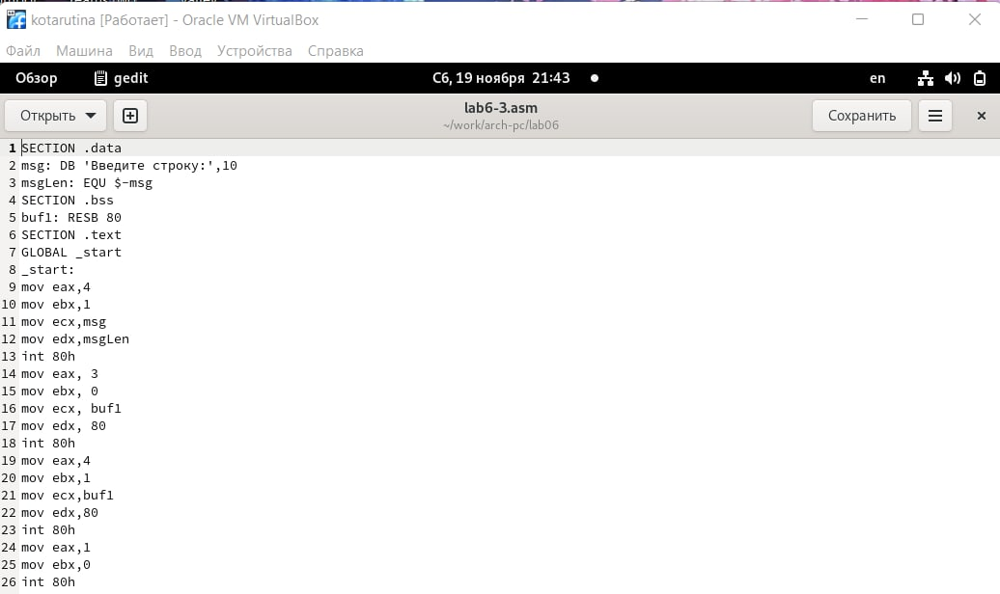 kotarutina [Работает] - Oracle VM VirtualBox
Файл Машина Вид Ввод Устройства Справка
Обзор gedit Сб, 19 ноября 21:43 en
Открыть lab6-3.asm Сохранить
~/work/arch-pc/lab06
1 SECTION .data
2 msg: DB 'Введите строку:',10
3 msgLen: EQU $-msg
4 SECTION .bss
5 buf1: RESB 80
6 SECTION .text
7 GLOBAL _start
8 _start:
9 mov eax,4
10 mov ebx,1
11 mov ecx,msg
12 mov edx,msgLen
13 int 80h
14 mov eax, 3
15 mov ebx, 0
16 mov ecx, buf1
17 mov edx, 80
18 int 80h
19 mov eax,4
20 mov ebx,1
21 mov ecx,buf1
22 mov edx,80
23 int 80h
24 mov eax,1
25 mov ebx,0
26 int 80h